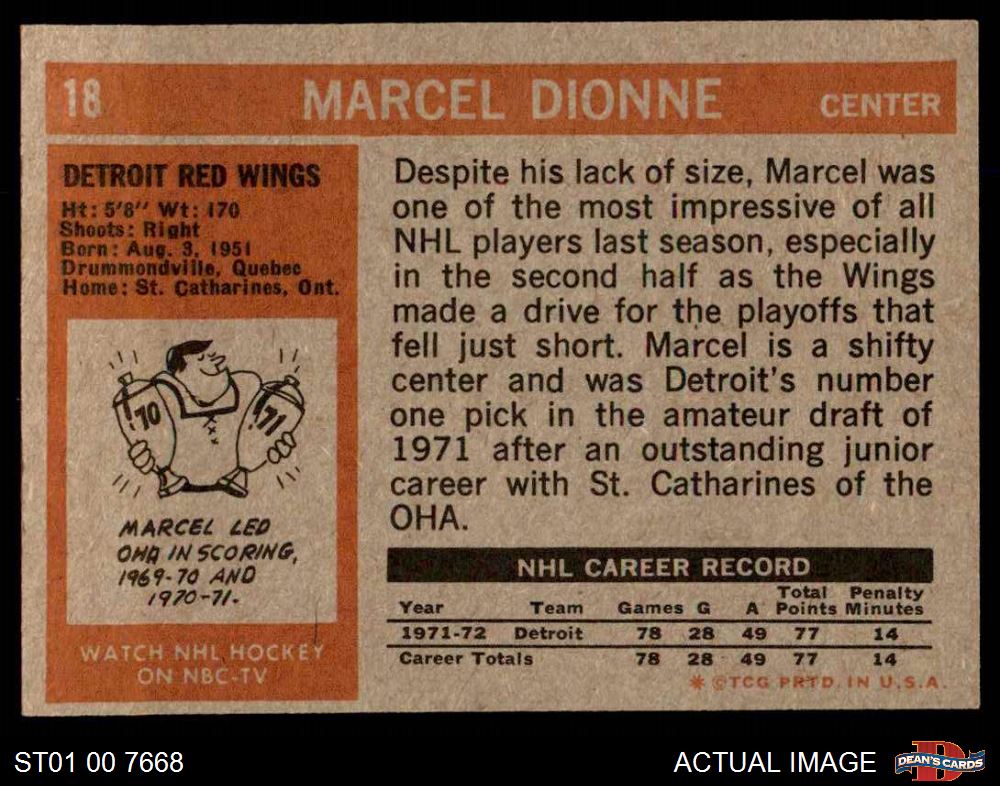 18 MARCEL DIONNE CENTER
DETROIT RED WINGS
Ht: 5'8" Wt: 170
Shoots: Right
Born: Aug. 3, 1951
Drummondville, Quebec
Home: St. Catharines, Ont.
'70 '71
MARCEL LED
OHA IN SCORING,
1969-70 AND
1970-71.
WATCH NHL HOCKEY
ON NBC-TV
Despite his lack of size, Marcel was
one of the most impressive of all
NHL players last season, especially
in the second half as the Wings
made a drive for the playoffs that
fell just short. Marcel is a shifty
center and was Detroit's number
one pick in the amateur draft of
1971 after an outstanding junior
career with St. Catharines of the
OHA.
NHL CAREER RECORD
Total Penalty
Year Team Games G A Points Minutes
1971-72 Detroit 78 28 49 77 14
Career Totals 78 28 49 77 14
* ©TCG PRTD. IN U.S.A.
ST01 00 7668 ACTUAL IMAGE DEAN'S CARDS